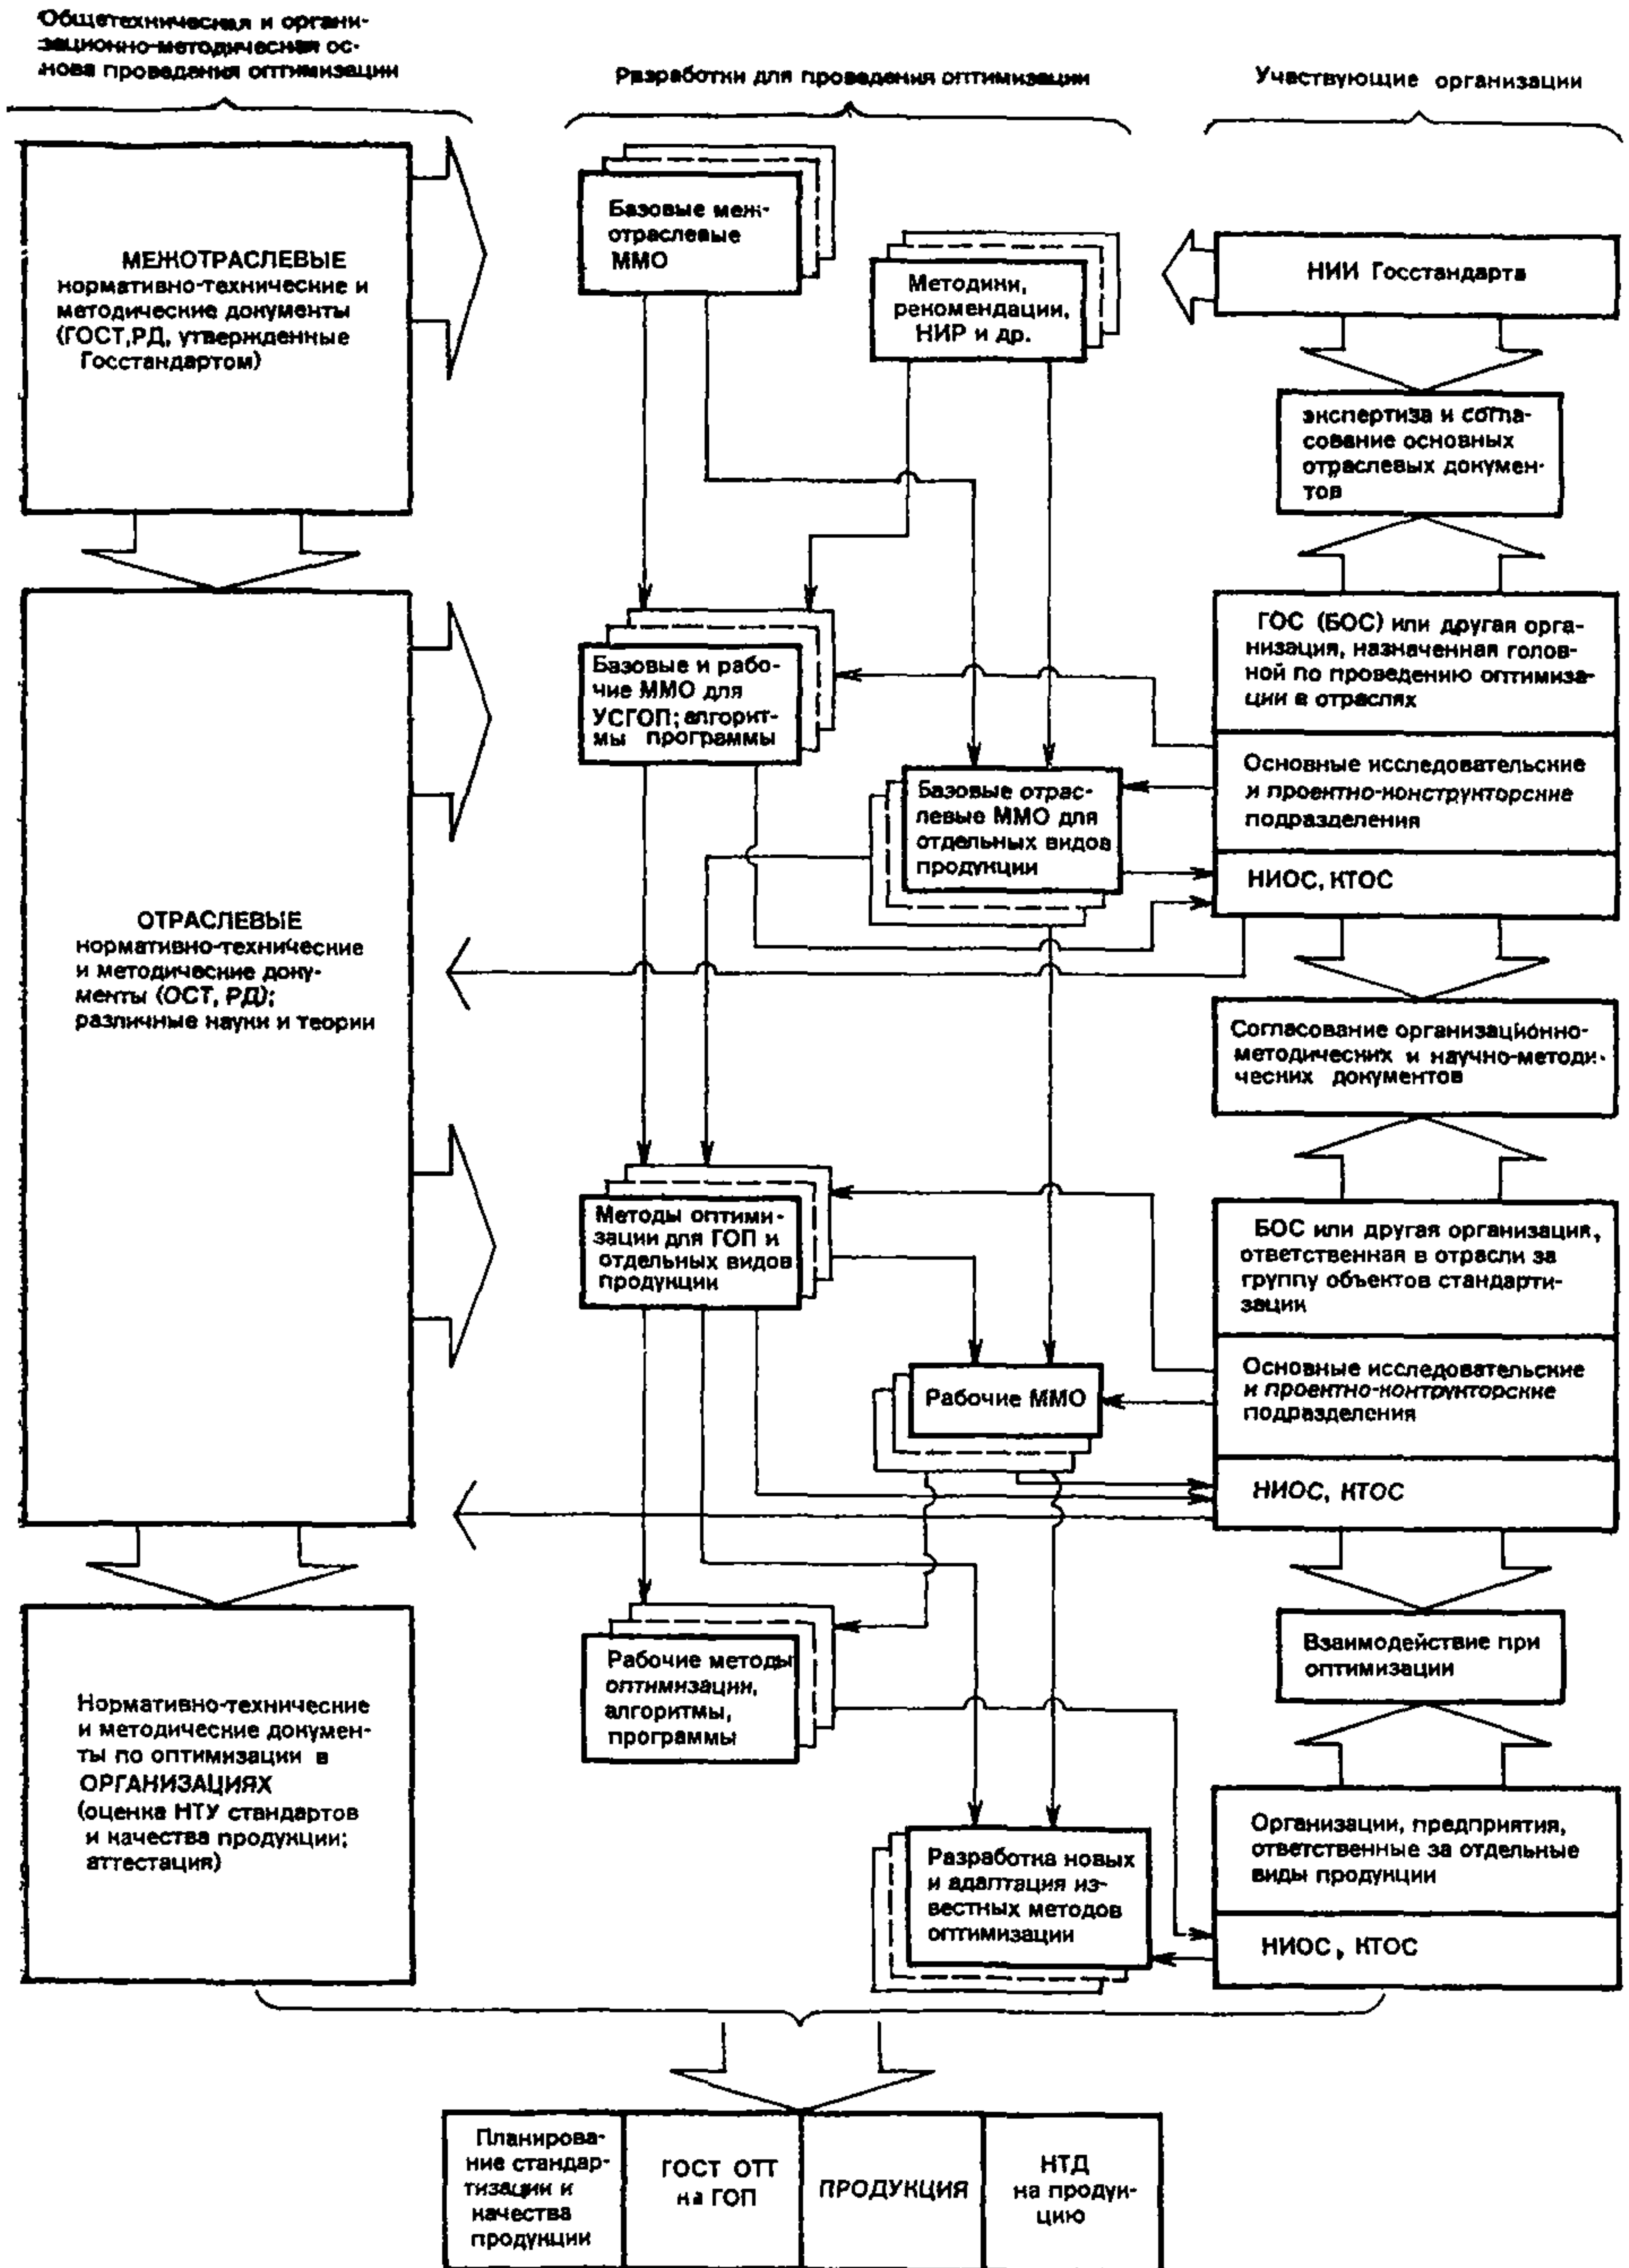 Общетехническая и органи-
зационно-методическая ос-
нова проведения оптимизации
Разработки для проведения оптимизации
Участвующие организации
МЕЖОТРАСЛЕВЫЕ
нормативно-технические и
методические документы
(ГОСТ,РД, утвержденные
Госстандартом)
Базовые меж-
отраслевые
ММО
Методики,
рекомендации,
НИР и др.
НИИ Госстандарта
экспертиза и согла-
сование основных
отраслевых докумен-
тов
ОТРАСЛЕВЫЕ
нормативно-технические
и методические доку-
менты (ОСТ, РД);
различные науки и теории
Базовые и рабо-
чие ММО для
УСГОП; алгорит-
мы программы
Базовые отрас-
левые ММО для
отдельных видов
продукции
ГОС (БОС) или другая орга-
низация, назначенная голов-
ной по проведению оптимиза-
ции в отраслях
Основные исследовательские
и проектно-конструкторские
подразделения
НИОС, КТОС
Согласование организационно-
методических и научно-методи-
ческих документов
Методы оптими-
зации для ГОП и
отдельных видов
продукции
Рабочие ММО
БОС или другая организация,
ответственная в отрасли за
группу объектов стандарти-
зации
Основные исследовательские
и проектно-контрукторские
подразделения
НИОС, КТОС
Взаимодействие при
оптимизации
Нормативно-технические
и методические докумен-
ты по оптимизации в
ОРГАНИЗАЦИЯХ
(оценка НТУ стандартов
и качества продукции;
аттестация)
Рабочие методы
оптимизации,
алгоритмы,
программы
Разработка новых
и адаптация из-
вестных методов
оптимизации
Организации, предприятия,
ответственные за отдельные
виды продукции
НИОС, КТОС
Планирова-
ние стандар-
тизации и
качества
продукции
ГОСТ ОТТ
на ГОП
ПРОДУКЦИЯ
НТД
на продук-
цию